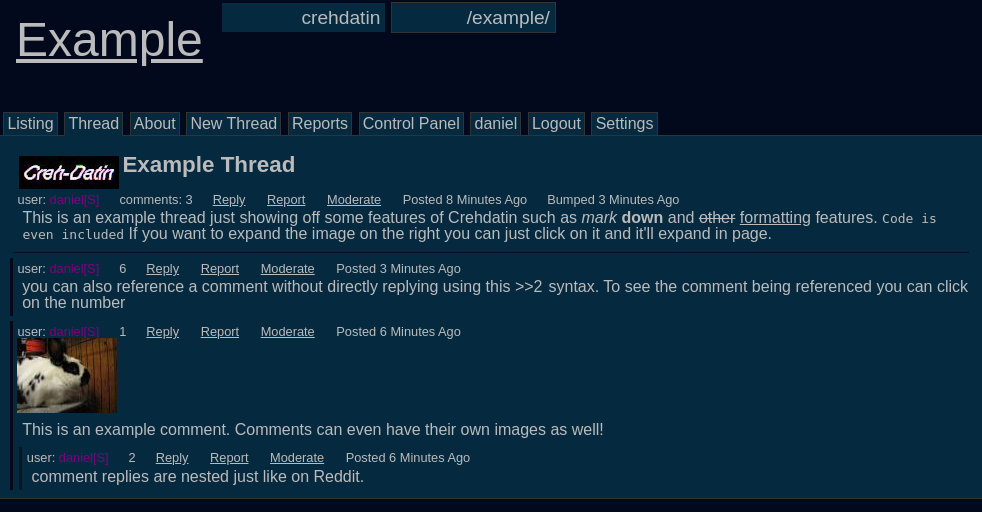 crehdatin /example/
Example
Listing Thread About New Thread Reports Control Panel daniel Logout Settings
Creh-Datin Example Thread
user: daniel[S] comments: 3 Reply Report Moderate Posted 8 Minutes Ago Bumped 3 Minutes Ago
This is an example thread just showing off some features of Crehdatin such as mark down and other formatting features. Code is
even included If you want to expand the image on the right you can just click on it and it'll expand in page.
user: daniel[S] 6 Reply Report Moderate Posted 3 Minutes Ago
you can also reference a comment without directly replying using this >>2 syntax. To see the comment being referenced you can click
on the number
user: daniel[S] 1 Reply Report Moderate Posted 6 Minutes Ago
This is an example comment. Comments can even have their own images as well!
user: daniel[S] 2 Reply Report Moderate Posted 6 Minutes Ago
comment replies are nested just like on Reddit.